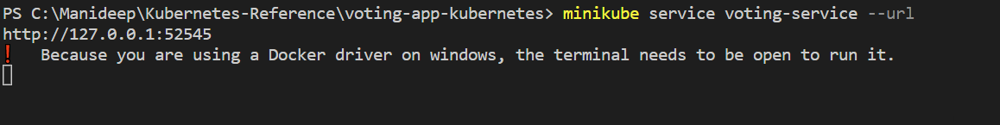 PS C:\Manideep\Kubernetes-Reference\voting-app-kubernetes> minikube service voting-service --url
http://127.0.0.1:52545
! Because you are using a Docker driver on windows, the terminal needs to be open to run it.